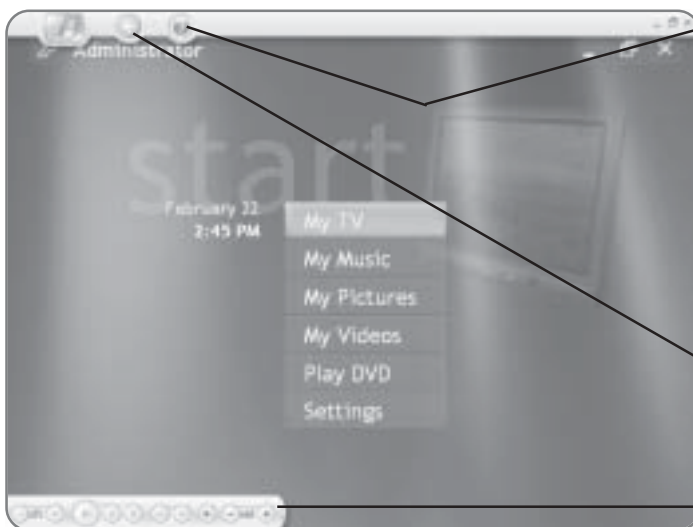 Administrator
start
February 22
2:45 PM
My TV
My Music
My Pictures
My Videos
Play DVD
Settings